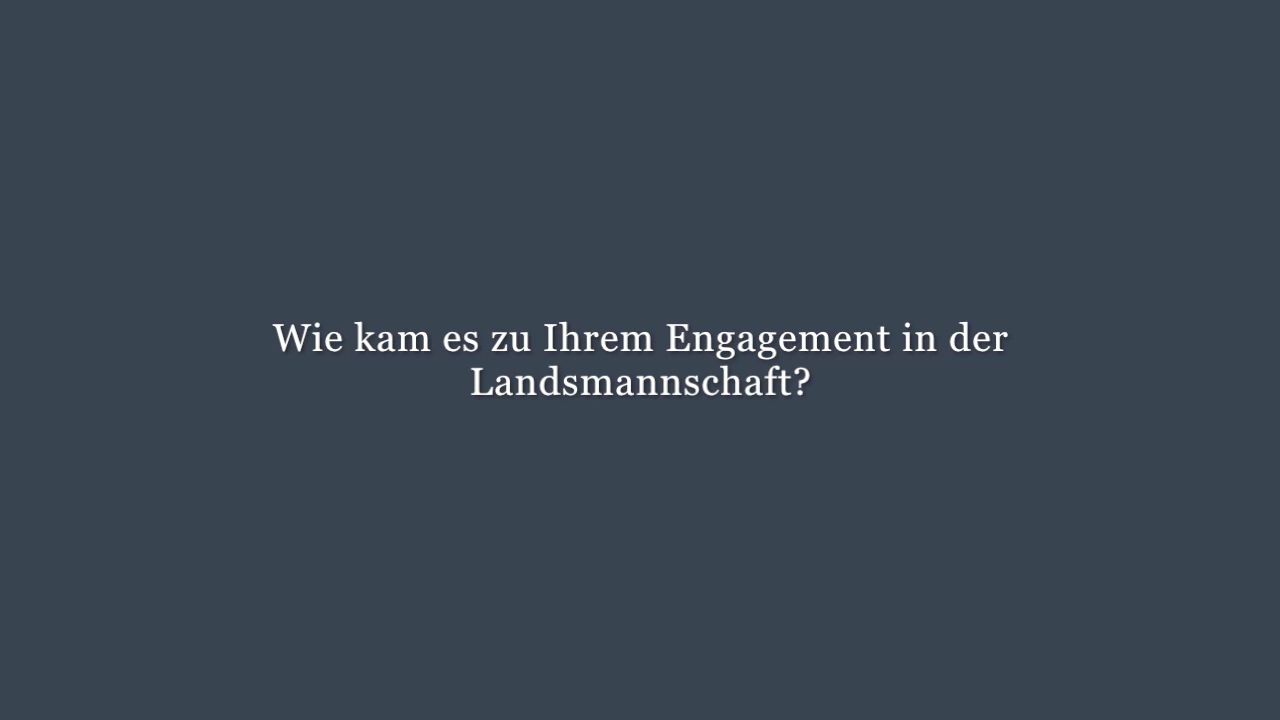 Wie kam es zu Ihrem Engagement in der
Landsmannschaft?